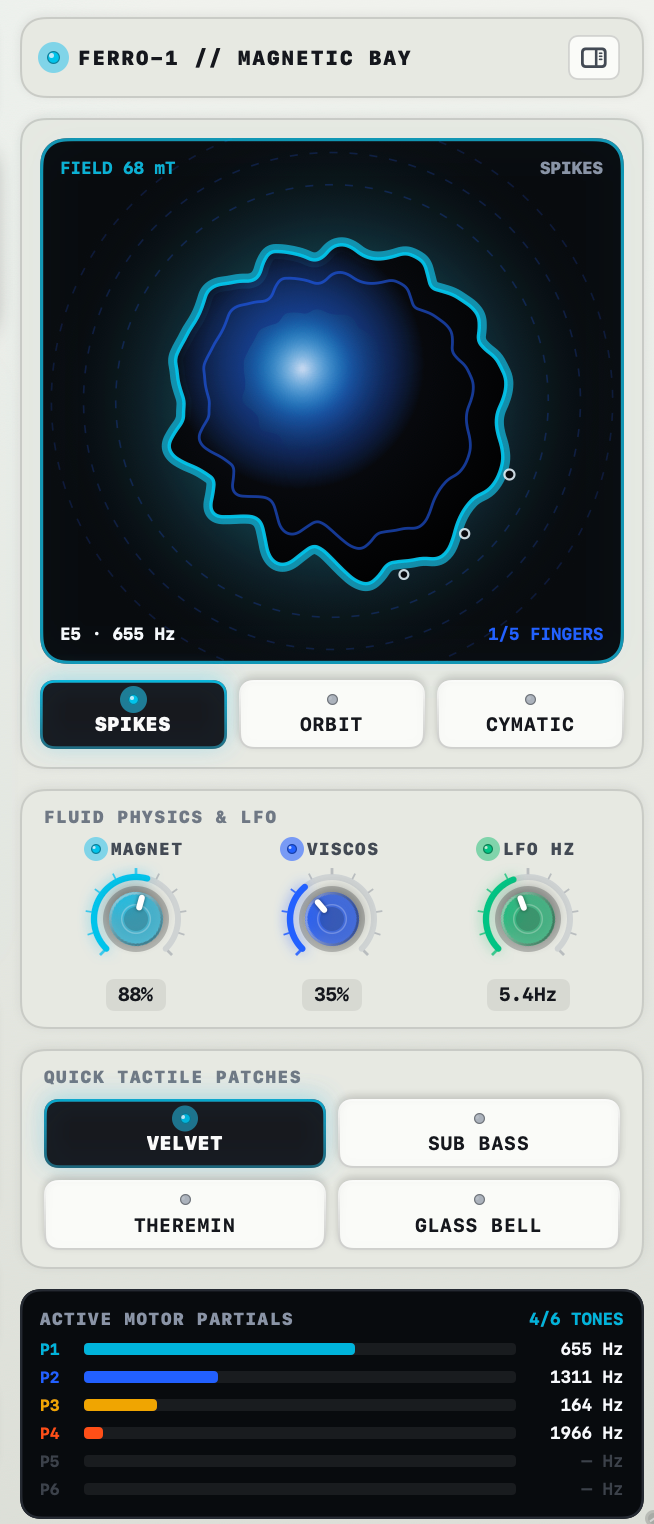 FERRO-1 // MAGNETIC BAY
FIELD 68 mT
SPIKES
E5 · 655 Hz
1/5 FINGERS
SPIKES
ORBIT
CYMATIC
FLUID PHYSICS & LFO
MAGNET
VISCOS
LFO HZ
88%
35%
5.4Hz
QUICK TACTILE PATCHES
VELVET
SUB BASS
THEREMIN
GLASS BELL
ACTIVE MOTOR PARTIALS
4/6 TONES
P1 655 Hz
P2 1311 Hz
P3 164 Hz
P4 1966 Hz
P5 — Hz
P6 — Hz